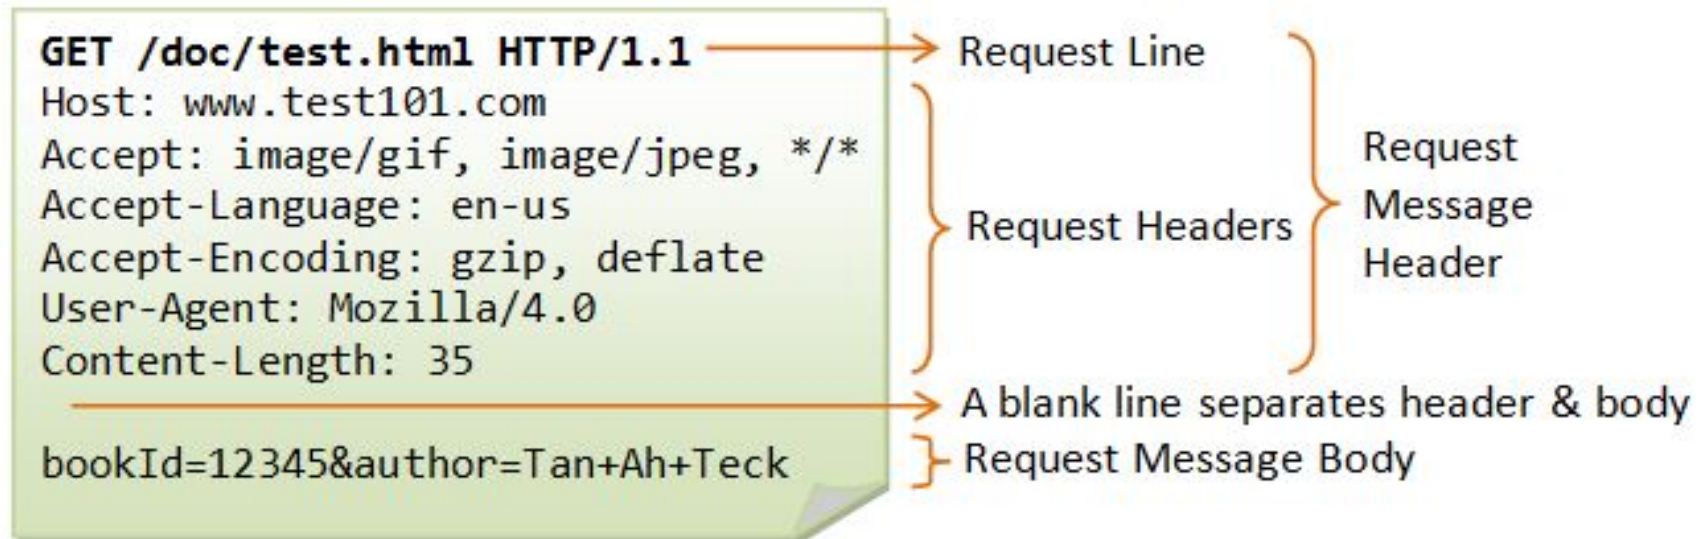 GET /doc/test.html HTTP/1.1
Host: www.test101.com
Accept: image/gif, image/jpeg, */*
Accept-Language: en-us
Accept-Encoding: gzip, deflate
User-Agent: Mozilla/4.0
Content-Length: 35
bookId=12345&author=Tan+Ah+Teck
Request Line
Request Headers
Request
Message
Header
A blank line separates header & body
Request Message Body